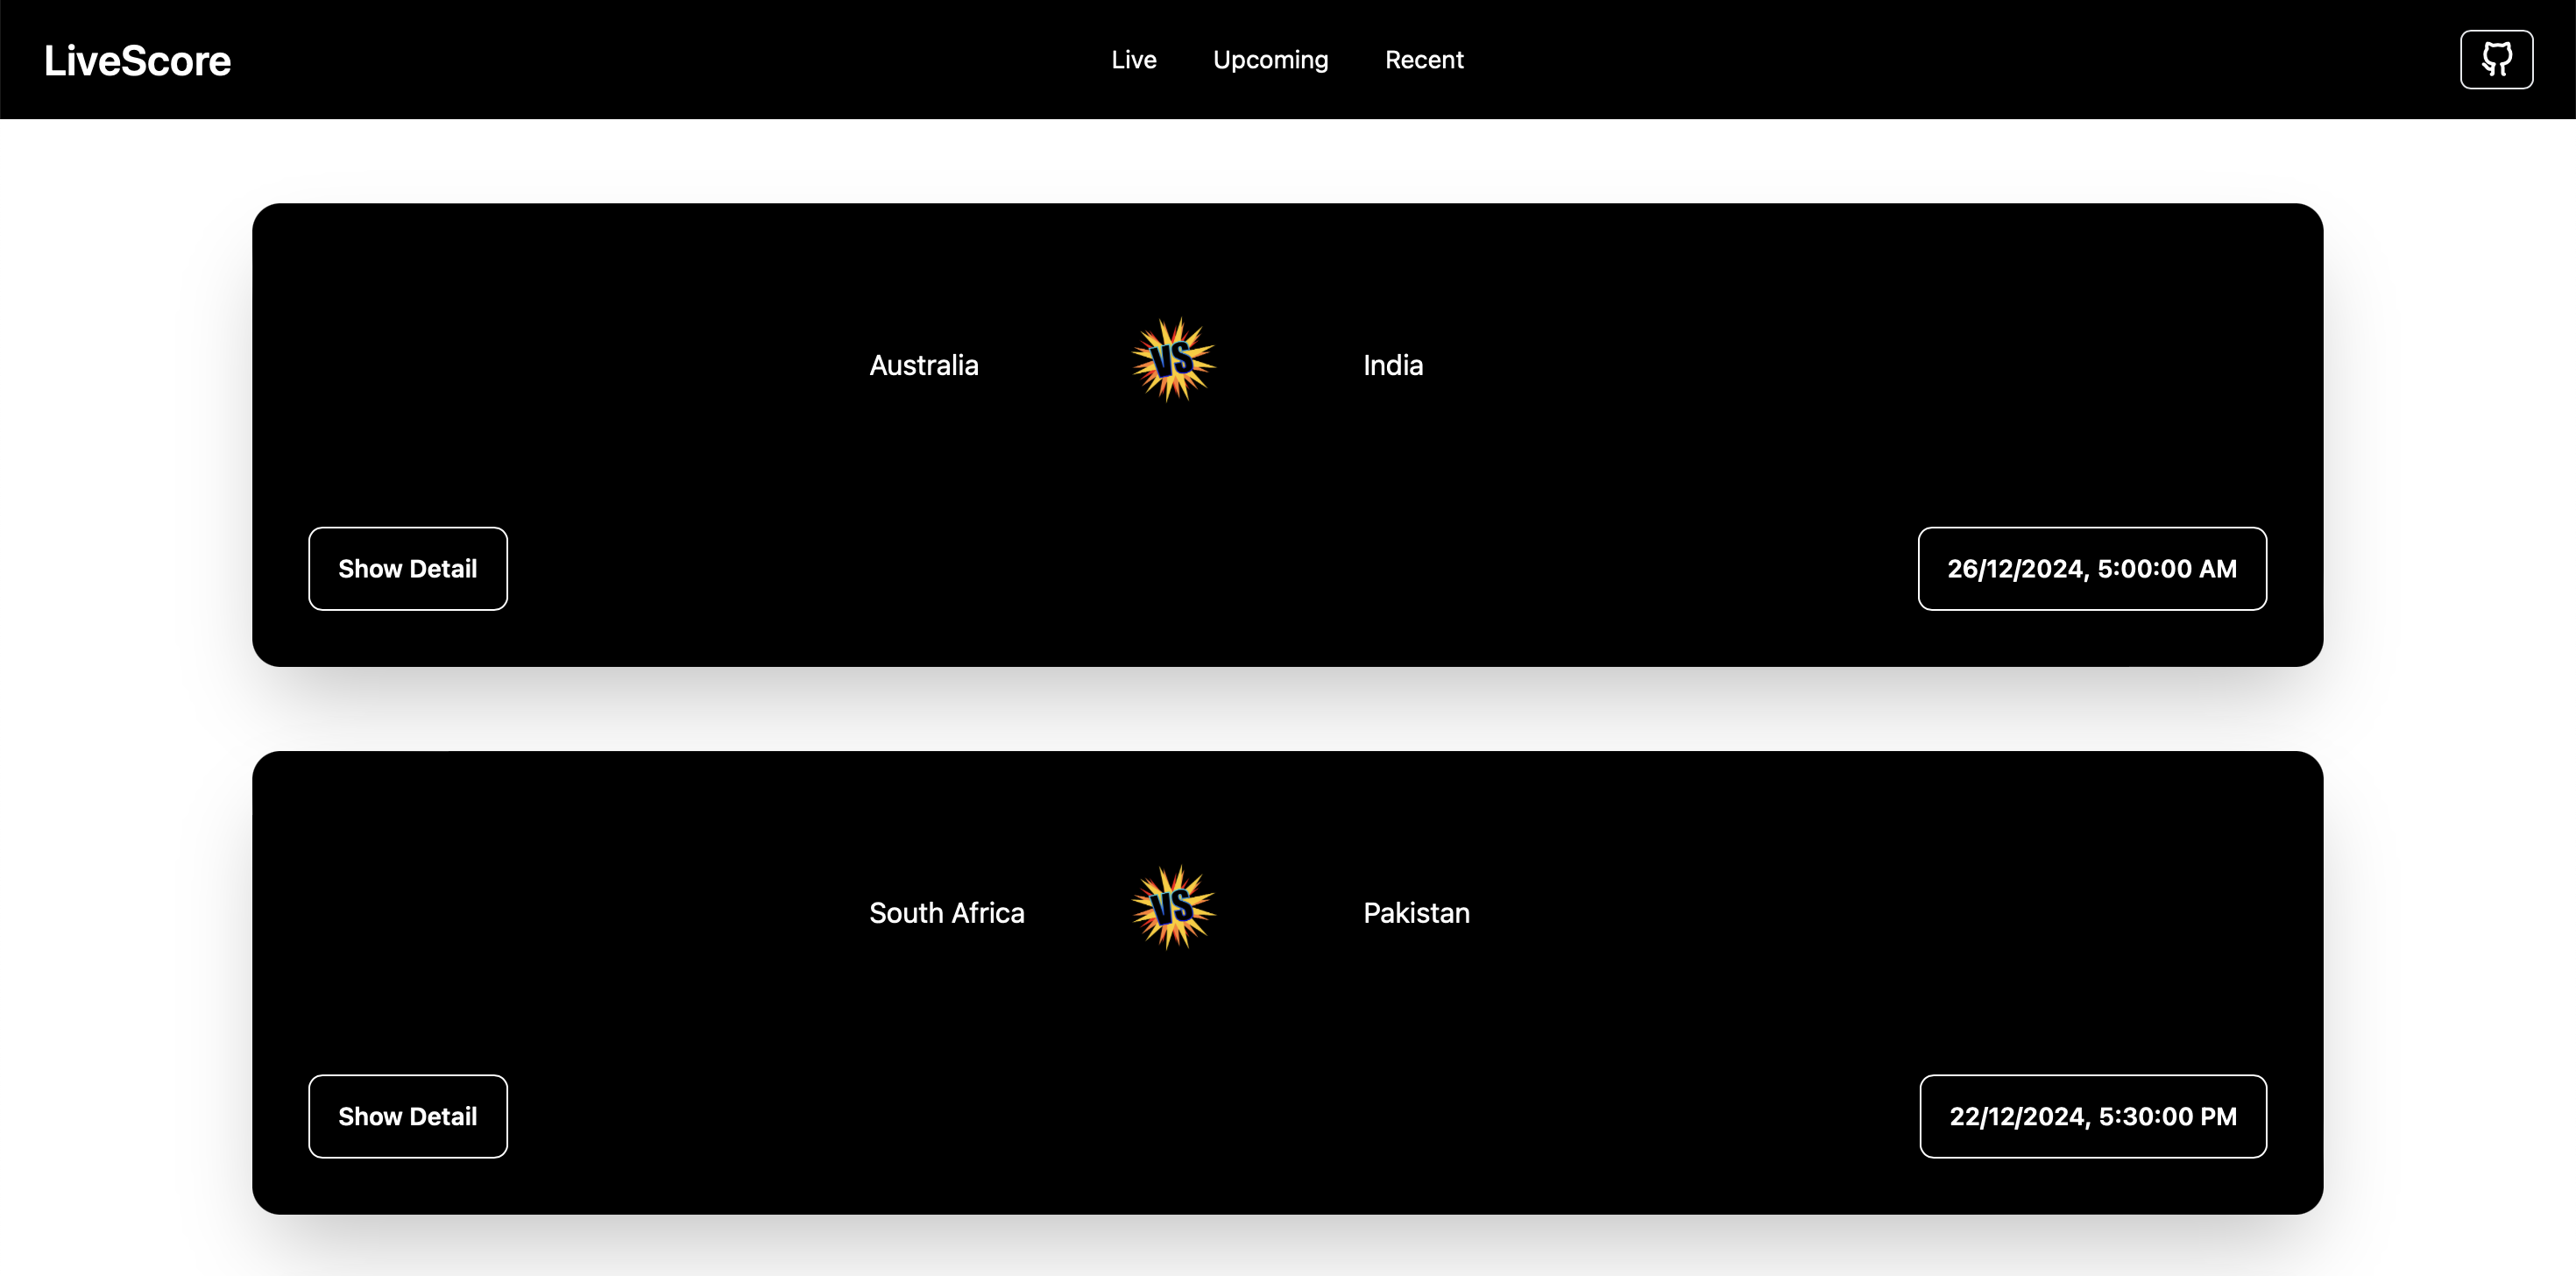 LiveScore
Live Upcoming Recent
Australia VS India
Show Detail 26/12/2024, 5:00:00 AM
South Africa VS Pakistan
Show Detail 22/12/2024, 5:30:00 PM